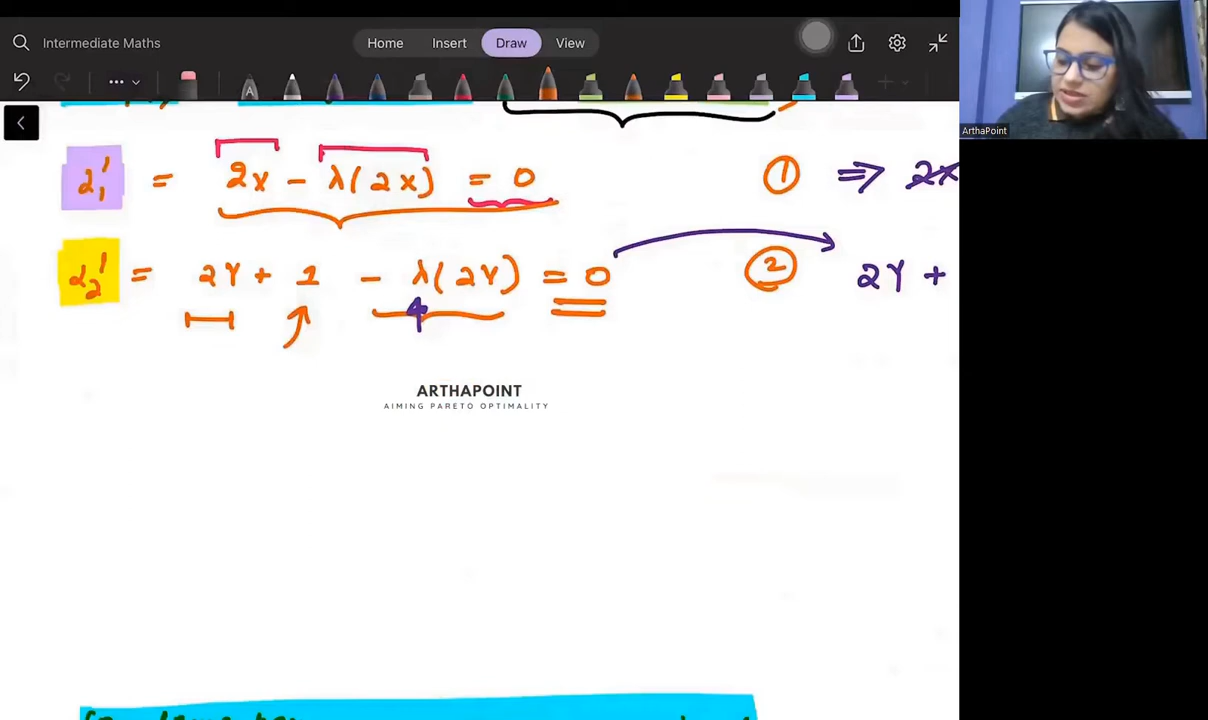 Intermediate Maths
Home Insert Draw View
ArthaPoint
ℒ₁' = 2x − λ(2x) = 0 ① ⇒ 2x
ℒ₂' = 2y + 1 − λ(2y) = 0 ② 2y +
ARTHAPOINT
AIMING PARETO OPTIMALITY